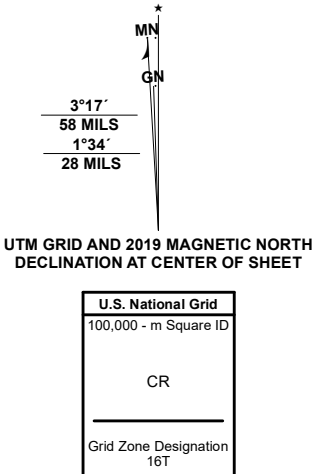 MN
GN
3°17´
58 MILS
1°34´
28 MILS
UTM GRID AND 2019 MAGNETIC NORTH
DECLINATION AT CENTER OF SHEET
U.S. National Grid
100,000 - m Square ID
CR
Grid Zone Designation
16T